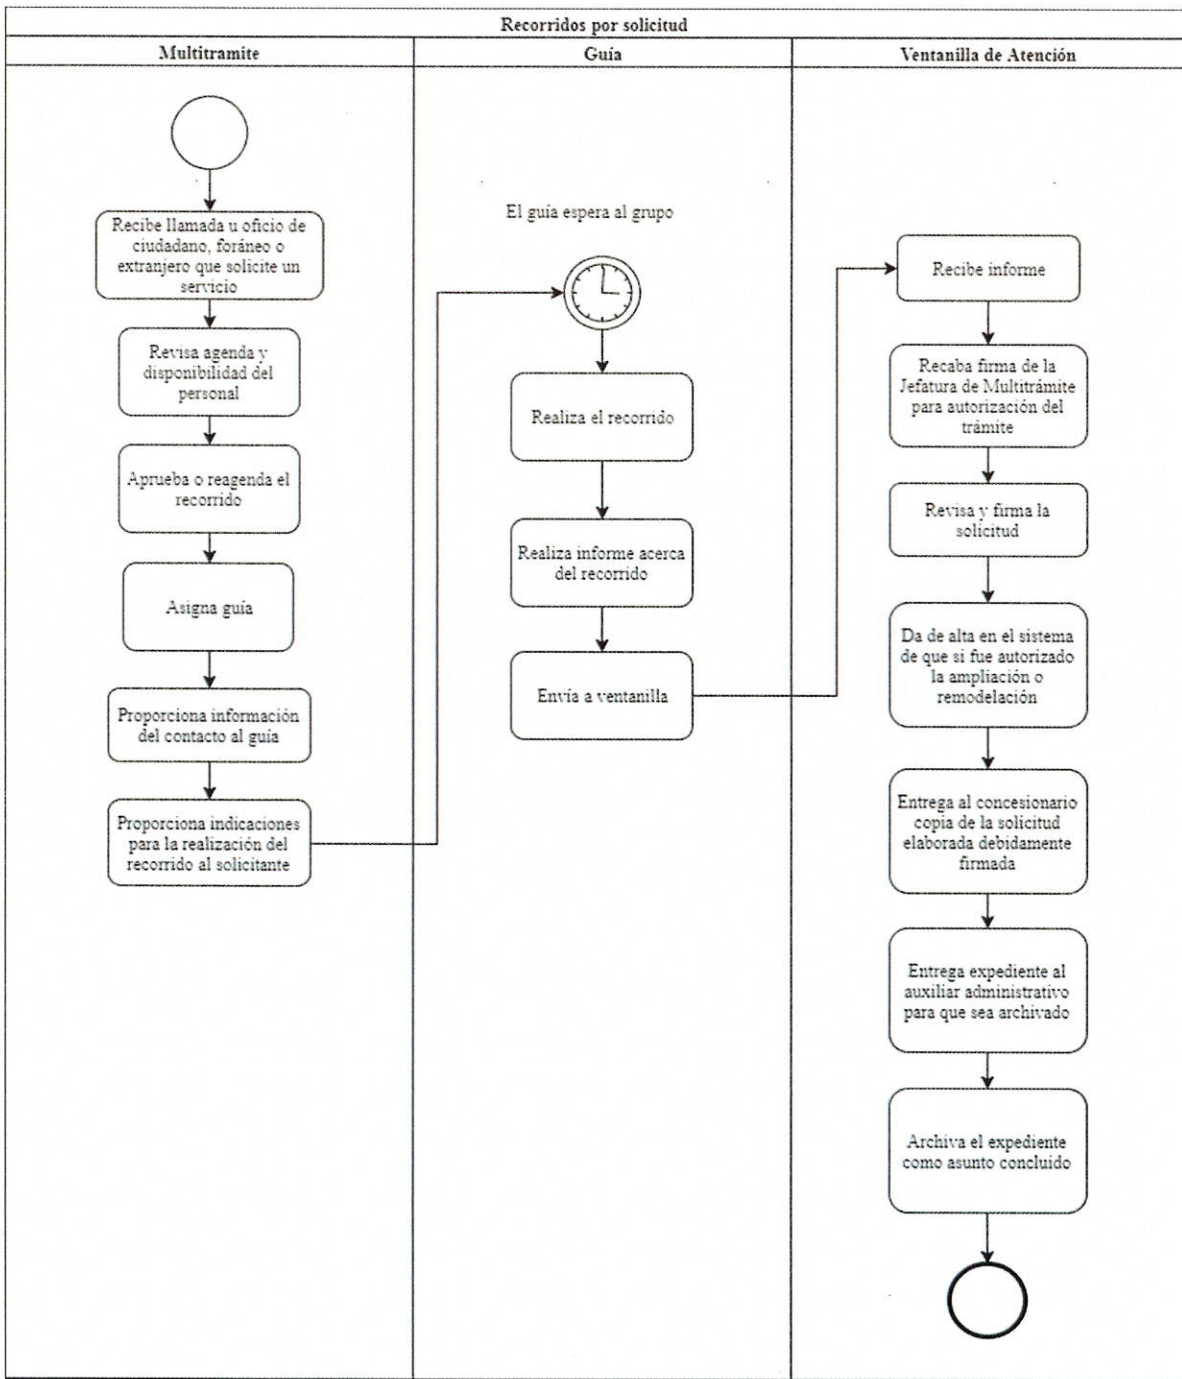 Recorridos por solicitud
Multitramite
Guía
Ventanilla de Atención
Recibe llamada u oficio de
ciudadano, foráneo o
extranjero que solicite un
servicio
Revisa agenda y
disponibilidad del
personal
Aprueba o reagenda el
recorrido
Asigna guía
Proporciona información
del contacto al guía
Proporciona indicaciones
para la realización del
recorrido al solicitante
El guía espera al grupo
Realiza el recorrido
Realiza informe acerca
del recorrido
Envía a ventanilla
Recibe informe
Recaba firma de la
Jefatura de Multitrámite
para autorización del
trámite
Revisa y firma la
solicitud
Da de alta en el sistema
de que si fue autorizado
la ampliación o
remodelación
Entrega al concesionario
copia de la solicitud
elaborada debidamente
firmada
Entrega expediente al
auxiliar administrativo
para que sea archivado
Archiva el expediente
como asunto concluido